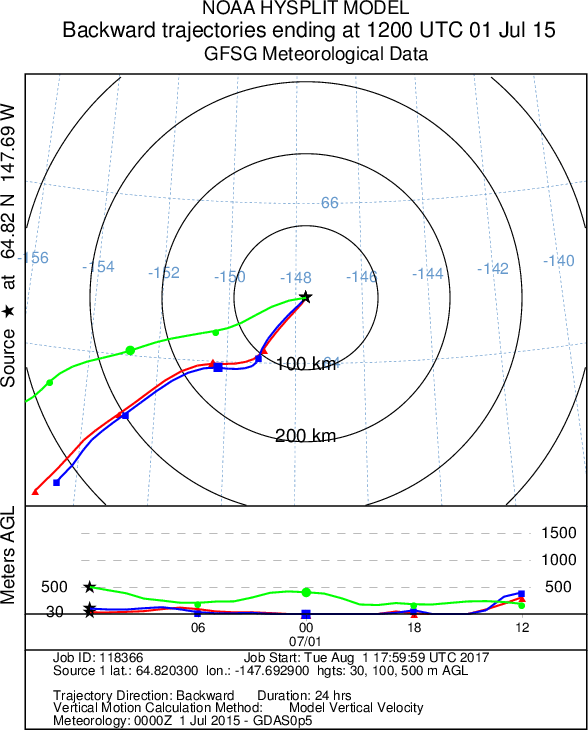 NOAA HYSPLIT MODEL
Backward trajectories ending at 1200 UTC 01 Jul 15
GFSG Meteorological Data
Source ★ at 64.82 N 147.69 W
66
-156
-154
-152
-150
-148
-146
-144
-142
-140
64
100 km
200 km
Meters AGL
1500
1000
500
500
30
06
00
18
12
07/01
Job ID: 118366 Job Start: Tue Aug 1 17:59:59 UTC 2017
Source 1 lat.: 64.820300 lon.: -147.692900 hgts: 30, 100, 500 m AGL
Trajectory Direction: Backward Duration: 24 hrs
Vertical Motion Calculation Method: Model Vertical Velocity
Meteorology: 0000Z 1 Jul 2015 - GDAS0p5